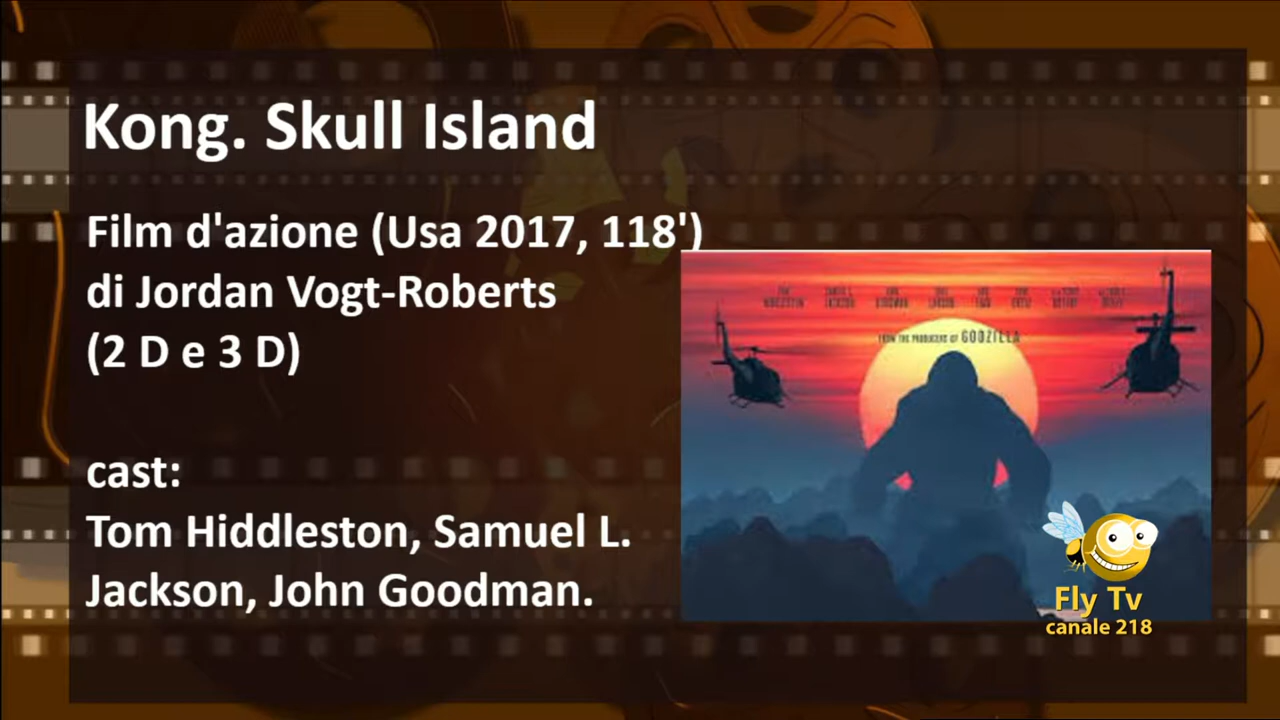 Kong. Skull Island
Film d'azione (Usa 2017, 118')
di Jordan Vogt-Roberts
(2 D e 3 D)
cast:
Tom Hiddleston, Samuel L.
Jackson, John Goodman.
FROM THE PRODUCERS OF GODZILLA
Fly Tv
canale 218